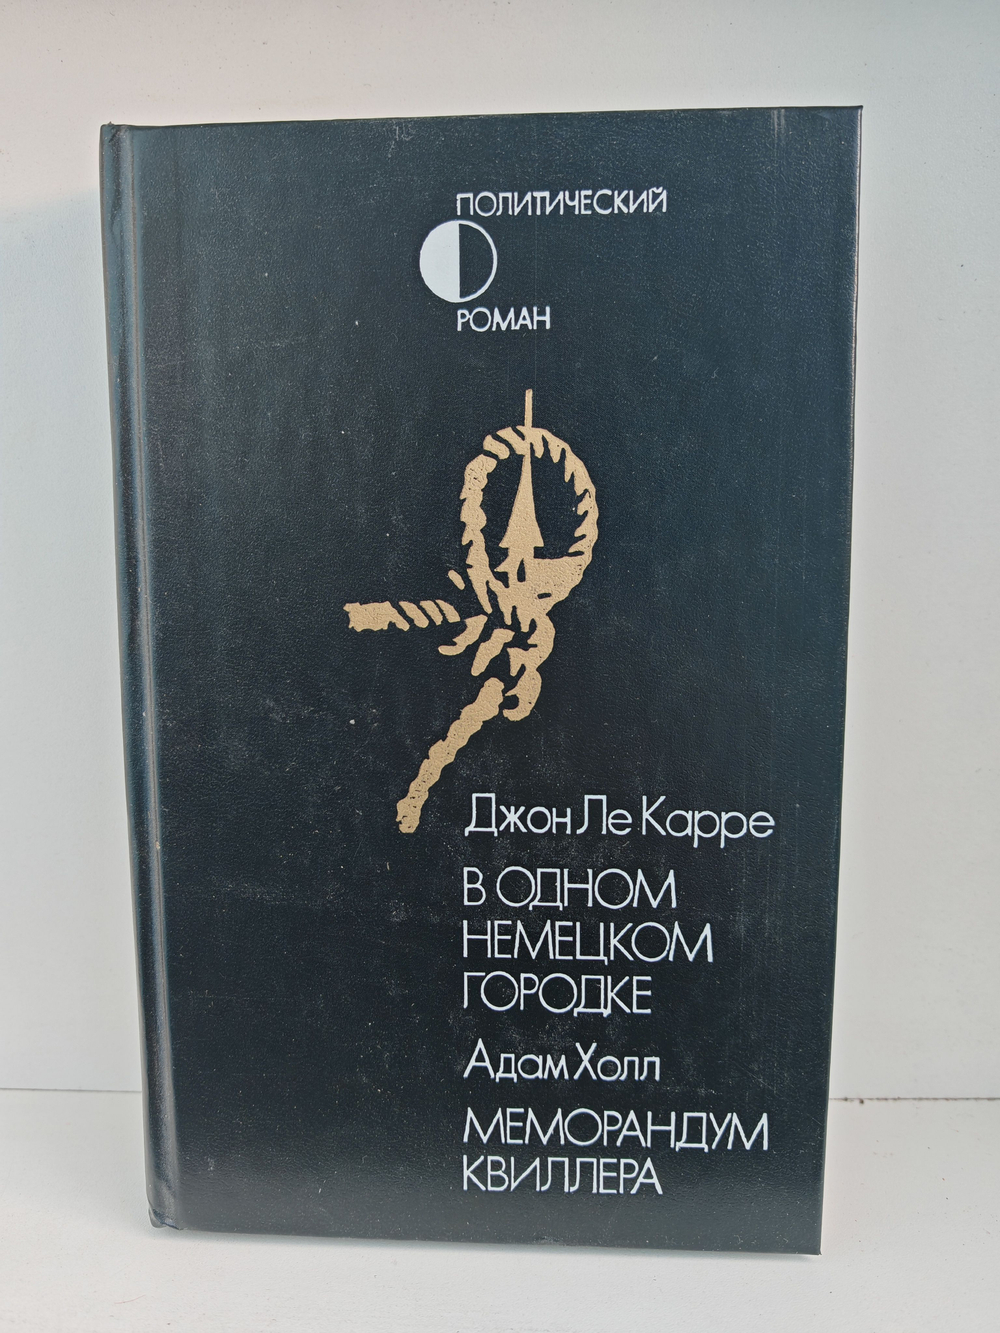 ПОЛИТИЧЕСКИЙ
РОМАН
Джон Ле Карре
В ОДНОМ
НЕМЕЦКОМ
ГОРОДКЕ
Адам Холл
МЕМОРАНДУМ
КВИЛЛЕРА